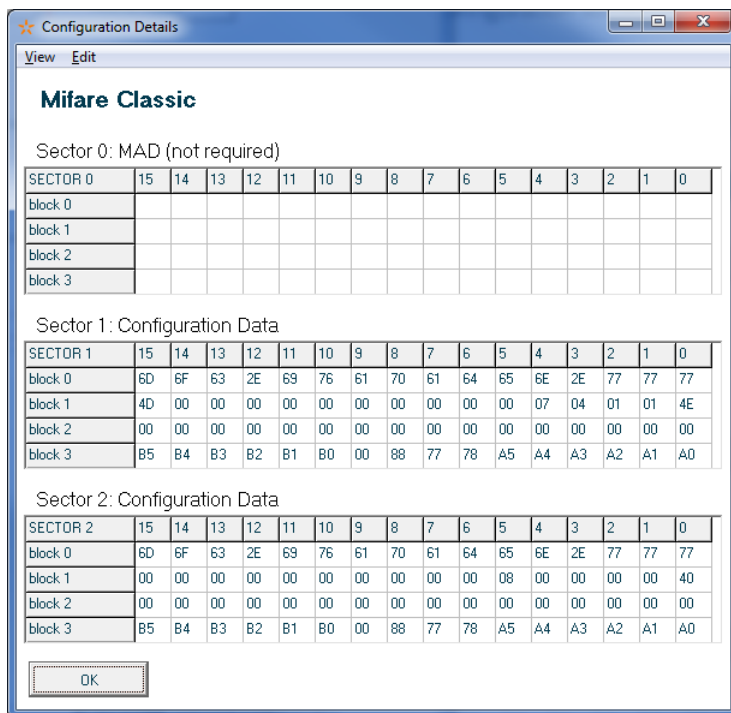 Configuration Details
View Edit
Mifare Classic
Sector 0: MAD (not required)
SECTOR 0 15 14 13 12 11 10 9 8 7 6 5 4 3 2 1 0
block 0
block 1
block 2
block 3
Sector 1: Configuration Data
SECTOR 1 15 14 13 12 11 10 9 8 7 6 5 4 3 2 1 0
block 0 6D 6F 63 2E 69 76 61 70 61 64 65 6E 2E 77 77 77
block 1 4D 00 00 00 00 00 00 00 00 00 00 07 04 01 01 4E
block 2 00 00 00 00 00 00 00 00 00 00 00 00 00 00 00 00
block 3 B5 B4 B3 B2 B1 B0 00 88 77 78 A5 A4 A3 A2 A1 A0
Sector 2: Configuration Data
SECTOR 2 15 14 13 12 11 10 9 8 7 6 5 4 3 2 1 0
block 0 6D 6F 63 2E 69 76 61 70 61 64 65 6E 2E 77 77 77
block 1 00 00 00 00 00 00 00 00 00 00 08 00 00 00 00 40
block 2 00 00 00 00 00 00 00 00 00 00 00 00 00 00 00 00
block 3 B5 B4 B3 B2 B1 B0 00 88 77 78 A5 A4 A3 A2 A1 A0
OK